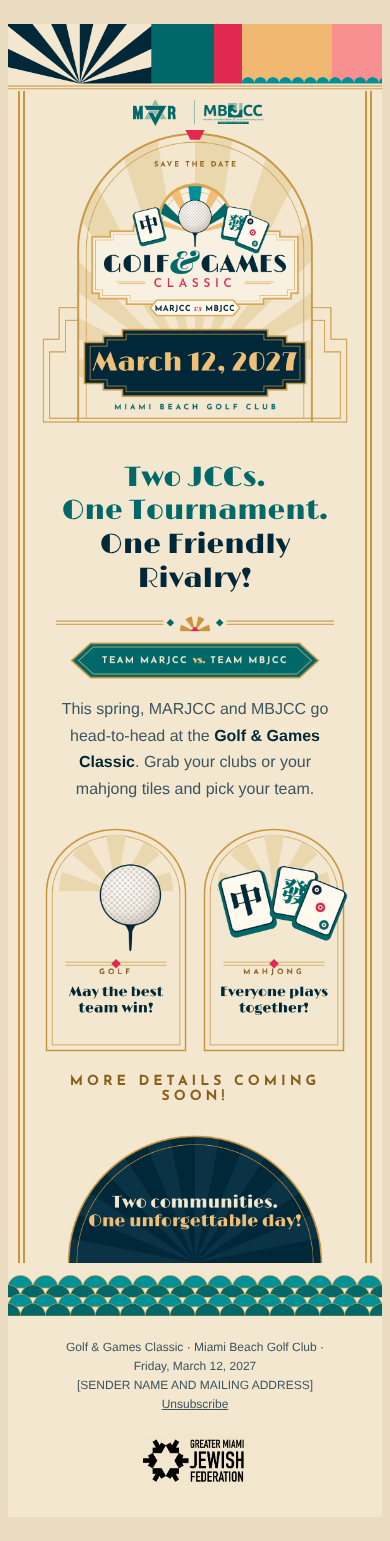 M R
MBJCC
SAVE THE DATE
中
發
GOLF & GAMES
CLASSIC
MARJCC vs MBJCC
March 12, 2027
MIAMI BEACH GOLF CLUB
Two JCCs.
One Tournament.
One Friendly
Rivalry!
TEAM MARJCC vs. TEAM MBJCC
This spring, MARJCC and MBJCC go
head-to-head at the Golf & Games
Classic. Grab your clubs or your
mahjong tiles and pick your team.
中
發
GOLF
MAHJONG
May the best
team win!
Everyone plays
together!
MORE DETAILS COMING
SOON!
Two communities.
One unforgettable day!
Golf & Games Classic · Miami Beach Golf Club ·
Friday, March 12, 2027
[SENDER NAME AND MAILING ADDRESS]
Unsubscribe
GREATER MIAMI
JEWISH
FEDERATION